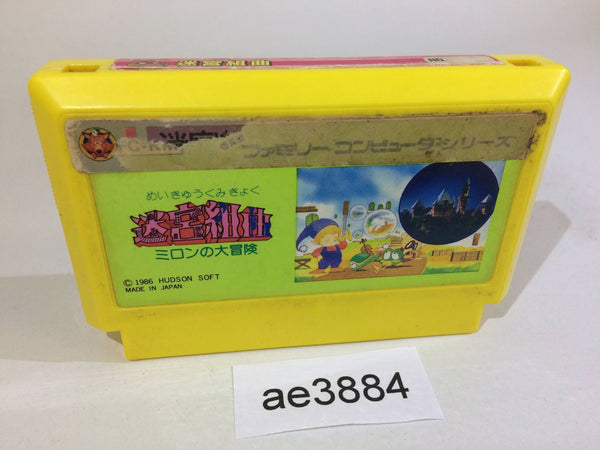 迷宮組曲
NO.
ファミリーコンピュータシリーズ
めいきゅうくみきょく
迷宮組曲
ミロンの大冒険
© 1986 HUDSON SOFT
MADE IN JAPAN
ae3884